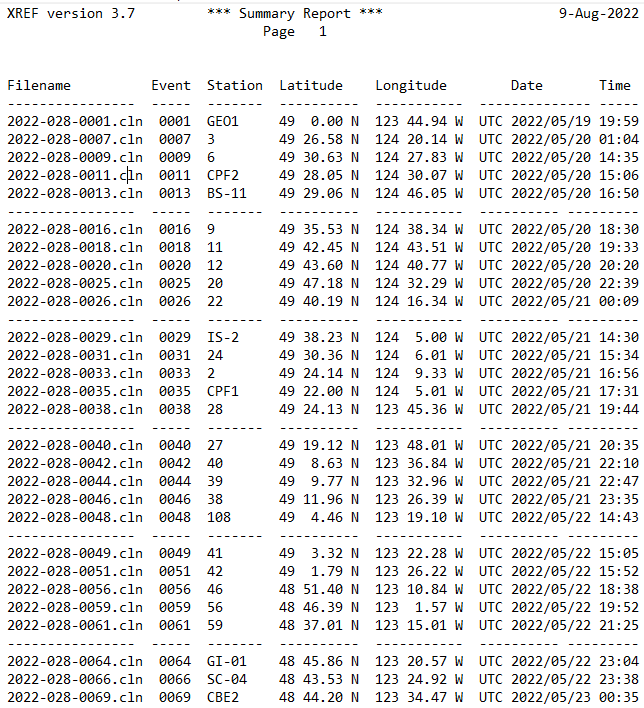 XREF version 3.7         *** Summary Report ***                      9-Aug-2022
                                Page   1
Filename          Event  Station  Latitude    Longitude        Date       Time
----------------  -----  -------  ----------  -----------  ---------- ---------
2022-028-0001.cln  0001  GEO1     49  0.00 N  123 44.94 W  UTC 2022/05/19 19:59
2022-028-0007.cln  0007  3        49 26.58 N  124 20.14 W  UTC 2022/05/20 01:04
2022-028-0009.cln  0009  6        49 30.63 N  124 27.83 W  UTC 2022/05/20 14:35
2022-028-0011.cln  0011  CPF2     49 28.05 N  124 30.07 W  UTC 2022/05/20 15:06
2022-028-0013.cln  0013  BS-11    49 29.06 N  124 46.05 W  UTC 2022/05/20 16:50
----------------  -----  -------  ----------  -----------  ---------- ---------
2022-028-0016.cln  0016  9        49 35.53 N  124 38.34 W  UTC 2022/05/20 18:30
2022-028-0018.cln  0018  11       49 42.45 N  124 43.51 W  UTC 2022/05/20 19:33
2022-028-0020.cln  0020  12       49 43.60 N  124 40.77 W  UTC 2022/05/20 20:20
2022-028-0025.cln  0025  20       49 47.18 N  124 32.29 W  UTC 2022/05/20 22:39
2022-028-0026.cln  0026  22       49 40.19 N  124 16.34 W  UTC 2022/05/21 00:09
----------------  -----  -------  ----------  -----------  ---------- ---------
2022-028-0029.cln  0029  IS-2     49 38.23 N  124  5.00 W  UTC 2022/05/21 14:30
2022-028-0031.cln  0031  24       49 30.36 N  124  6.01 W  UTC 2022/05/21 15:34
2022-028-0033.cln  0033  2        49 24.14 N  124  9.33 W  UTC 2022/05/21 16:56
2022-028-0035.cln  0035  CPF1     49 22.00 N  124  5.01 W  UTC 2022/05/21 17:31
2022-028-0038.cln  0038  28       49 24.13 N  123 45.36 W  UTC 2022/05/21 19:44
----------------  -----  -------  ----------  -----------  ---------- ---------
2022-028-0040.cln  0040  27       49 19.12 N  123 48.01 W  UTC 2022/05/21 20:35
2022-028-0042.cln  0042  40       49  8.63 N  123 36.84 W  UTC 2022/05/21 22:10
2022-028-0044.cln  0044  39       49  9.77 N  123 32.96 W  UTC 2022/05/21 22:47
2022-028-0046.cln  0046  38       49 11.96 N  123 26.39 W  UTC 2022/05/21 23:35
2022-028-0048.cln  0048  108      49  4.46 N  123 19.10 W  UTC 2022/05/22 14:43
----------------  -----  -------  ----------  -----------  ---------- ---------
2022-028-0049.cln  0049  41       49  3.32 N  123 22.28 W  UTC 2022/05/22 15:05
2022-028-0051.cln  0051  42       49  1.79 N  123 26.22 W  UTC 2022/05/22 15:52
2022-028-0056.cln  0056  46       48 51.40 N  123 10.84 W  UTC 2022/05/22 18:38
2022-028-0059.cln  0059  56       48 46.39 N  123  1.57 W  UTC 2022/05/22 19:52
2022-028-0061.cln  0061  59       48 37.01 N  123 15.01 W  UTC 2022/05/22 21:25
----------------  -----  -------  ----------  -----------  ---------- ---------
2022-028-0064.cln  0064  GI-01    48 45.86 N  123 20.57 W  UTC 2022/05/22 23:04
2022-028-0066.cln  0066  SC-04    48 43.53 N  123 24.92 W  UTC 2022/05/22 23:38
2022-028-0069.cln  0069  CBE2     48 44.20 N  123 34.47 W  UTC 2022/05/23 00:35